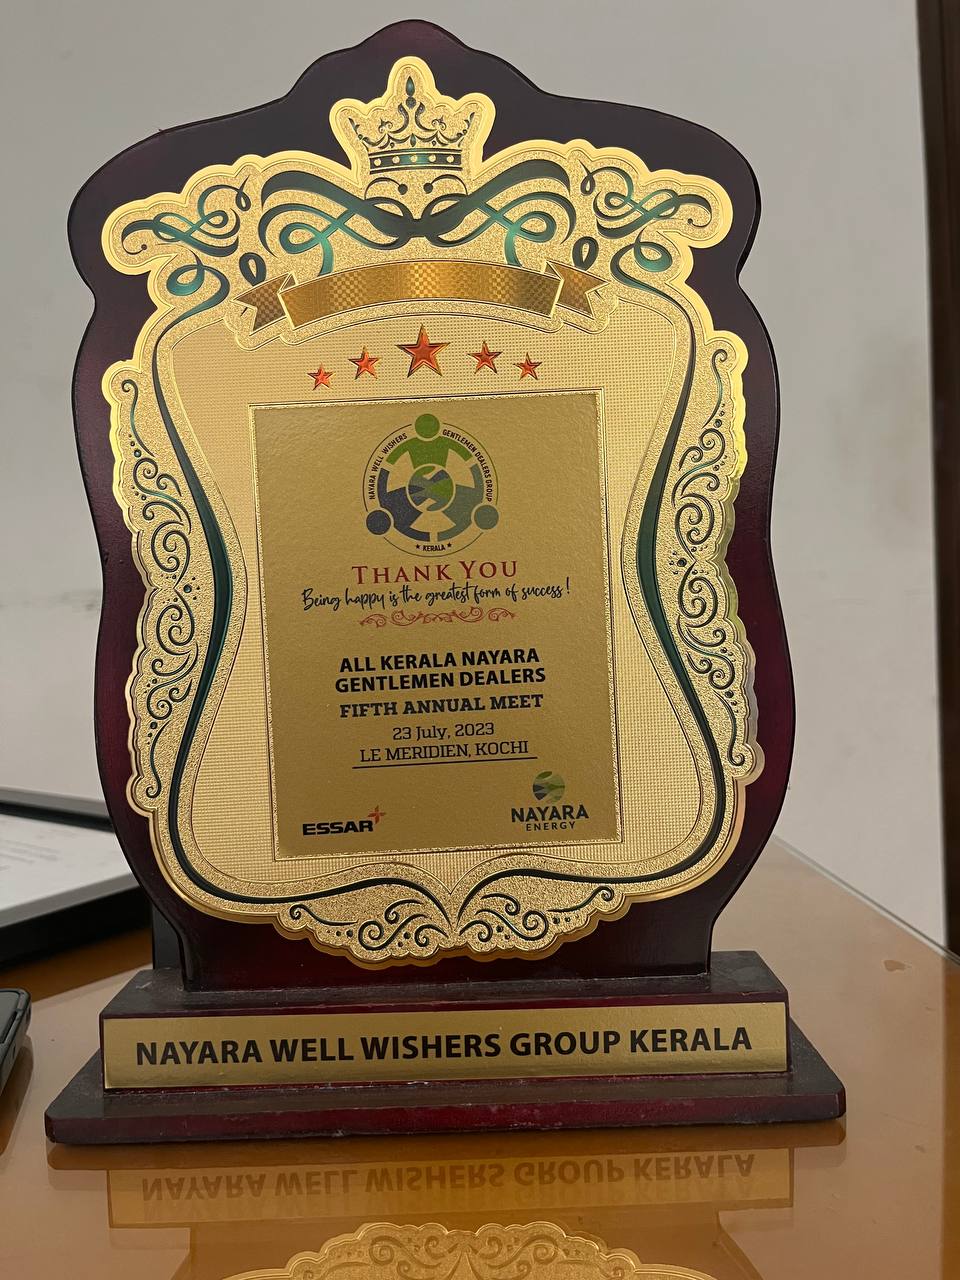 NAYARA WELL WISHERS GENTLEMEN DEALERS GROUP
★ KERALA ★
THANK YOU
Being happy is the greatest form of success!
ALL KERALA NAYARA
GENTLEMEN DEALERS
FIFTH ANNUAL MEET
23 July, 2023
LE MERIDIEN, KOCHI
ESSAR
NAYARA
ENERGY
NAYARA WELL WISHERS GROUP KERALA